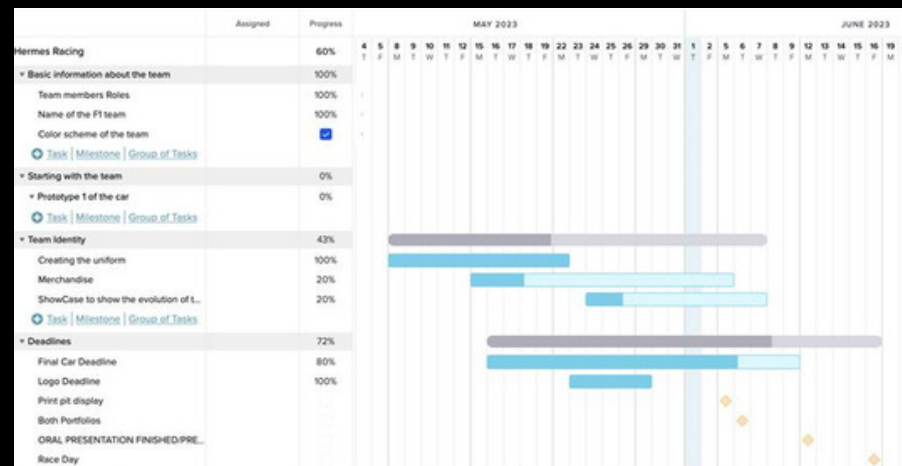 Assigned Progress MAY 2023 JUNE 2023
Hermes Racing 60% 4 5 8 9 10 11 12 15 16 17 18 19 22 23 24 25 26 29 30 31 1 2 5 6 7 8 9 12 13 14 15 16 19
T F M T W T F M T W T F M T W T F M T W T F M T W T F M T W T F M
Basic information about the team 100%
Team members Roles 100%
Name of the F1 team 100%
Color scheme of the team
Task | Milestone | Group of Tasks
Starting with the team 0%
Prototype 1 of the car 0%
Task | Milestone | Group of Tasks
Team Identity 43%
Creating the uniform 100%
Merchandise 20%
ShowCase to show the evolution of t... 20%
Task | Milestone | Group of Tasks
Deadlines 72%
Final Car Deadline 80%
Logo Deadline 100%
Print pit display
Both Portfolios
ORAL PRESENTATION FINISHED/PRE...
Race Day